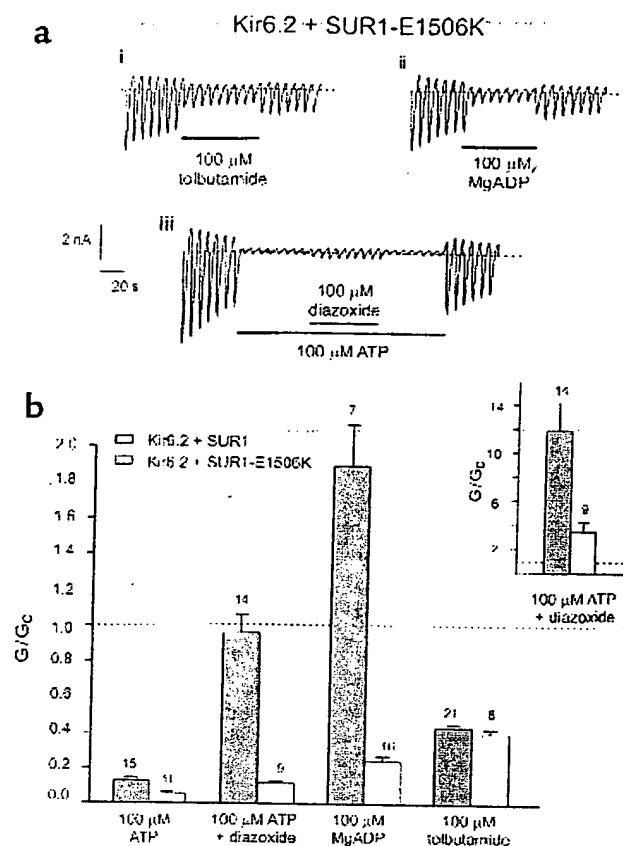 a
Kir6.2 + SUR1-E1506K
i
ii
100 µM
tolbutamide
100 µM
MgADP
iii
2 nA
20 s
100 µM
diazoxide
100 µM ATP
b
Kir6.2 + SUR1
Kir6.2 + SUR1-E1506K
G/Gc
2.0
1.8
1.6
1.4
1.2
1.0
0.8
0.6
0.4
0.2
0.0
15
14
9
7
21
100 µM
ATP
100 µM ATP
+ diazoxide
100 µM
MgADP
100 µM
tolbutamide
G/Gc
14
12
10
8
6
4
2
14
9
100 µM ATP
+ diazoxide